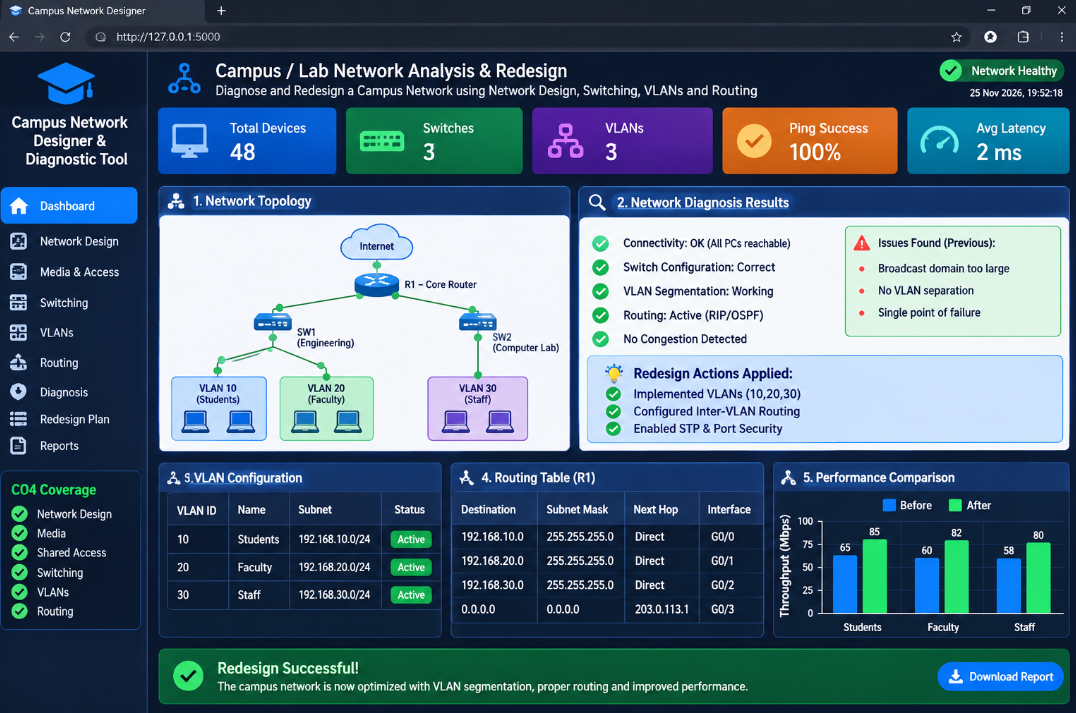 Campus Network Designer
http://127.0.0.1:5000
Campus Network
Designer &
Diagnostic Tool
Dashboard
Network Design
Media & Access
Switching
VLANs
Routing
Diagnosis
Redesign Plan
Reports
CO4 Coverage
Network Design
Media
Shared Access
Switching
VLANs
Routing
Campus / Lab Network Analysis & Redesign
Diagnose and Redesign a Campus Network using Network Design, Switching, VLANs and Routing
Network Healthy
25 Nov 2026, 19:52:18
Total Devices
48
Switches
3
VLANs
3
Ping Success
100%
Avg Latency
2 ms
1. Network Topology
Internet
R1 – Core Router
SW1
(Engineering)
SW2
(Computer Lab)
VLAN 10
(Students)
VLAN 20
(Faculty)
VLAN 30
(Staff)
2. Network Diagnosis Results
Connectivity: OK (All PCs reachable)
Switch Configuration: Correct
VLAN Segmentation: Working
Routing: Active (RIP/OSPF)
No Congestion Detected
Issues Found (Previous):
Broadcast domain too large
No VLAN separation
Single point of failure
Redesign Actions Applied:
Implemented VLANs (10,20,30)
Configured Inter-VLAN Routing
Enabled STP & Port Security
3.VLAN Configuration
VLAN ID Name Subnet Status
10 Students 192.168.10.0/24 Active
20 Faculty 192.168.20.0/24 Active
30 Staff 192.168.30.0/24 Active
4. Routing Table (R1)
Destination Subnet Mask Next Hop Interface
192.168.10.0 255.255.255.0 Direct G0/0
192.168.20.0 255.255.255.0 Direct G0/1
192.168.30.0 255.255.255.0 Direct G0/2
0.0.0.0 0.0.0.0 203.0.113.1 G0/3
5. Performance Comparison
Before After
Throughput (Mbps)
100
75
50
25
0
65 85
60 82
58 80
Students Faculty Staff
Redesign Successful!
The campus network is now optimized with VLAN segmentation, proper routing and improved performance.
Download Report